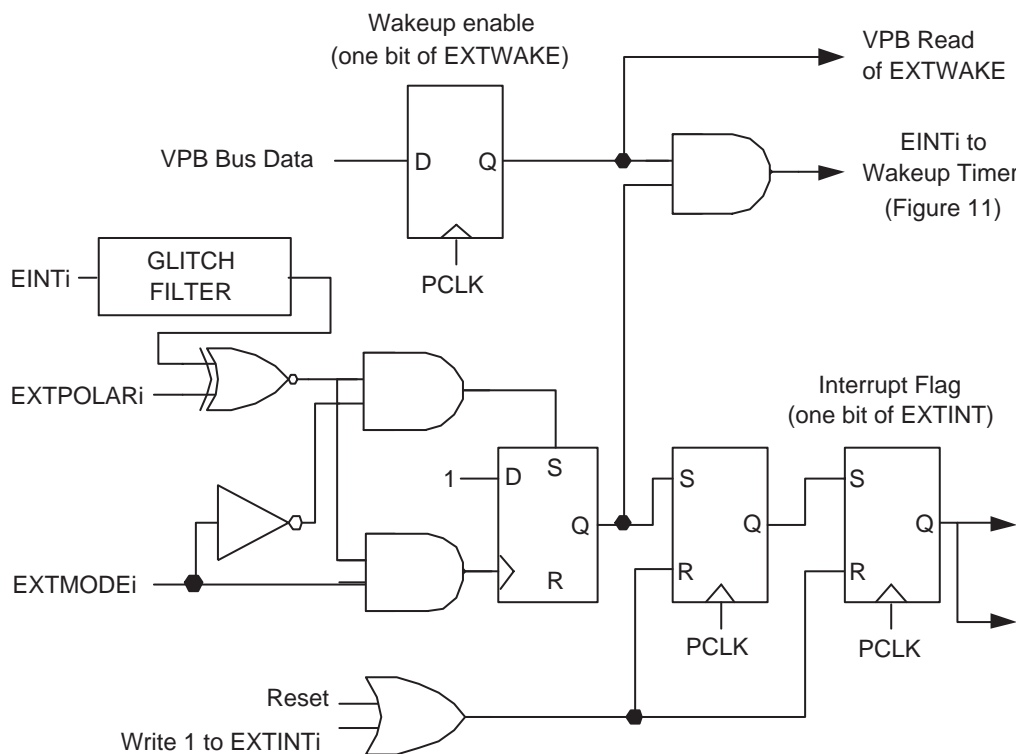 Wakeup enable
(one bit of EXTWAKE)
VPB Read
of EXTWAKE
VPB Bus Data
D
Q
PCLK
EINTi to
Wakeup Timer
(Figure 11)
EINTi
GLITCH
FILTER
EXTPOLARi
EXTMODEi
1
D
S
Q
R
S
Q
R
PCLK
Interrupt Flag
(one bit of EXTINT)
S
Q
R
PCLK
Reset
Write 1 to EXTINTi